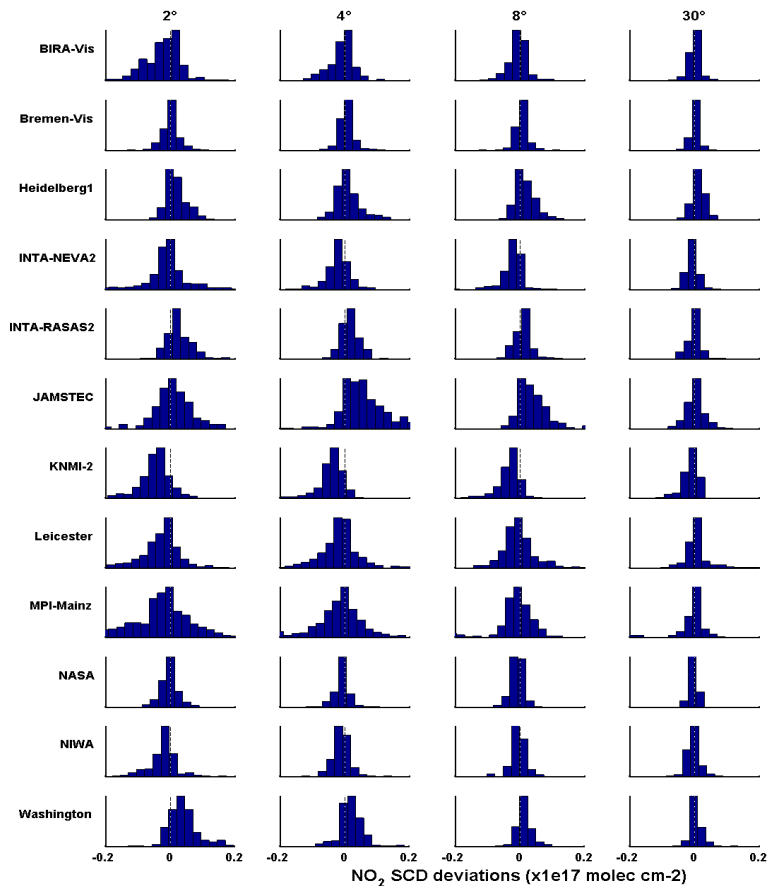 2° 4° 8° 30°
BIRA-Vis
Bremen-Vis
Heidelberg1
INTA-NEVA2
INTA-RASAS2
JAMSTEC
KNMI-2
Leicester
MPI-Mainz
NASA
NIWA
Washington
-0.2 0 0.2 -0.2 0 0.2 -0.2 0 0.2 -0.2 0 0.2
NO₂ SCD deviations (x1e17 molec cm-2)